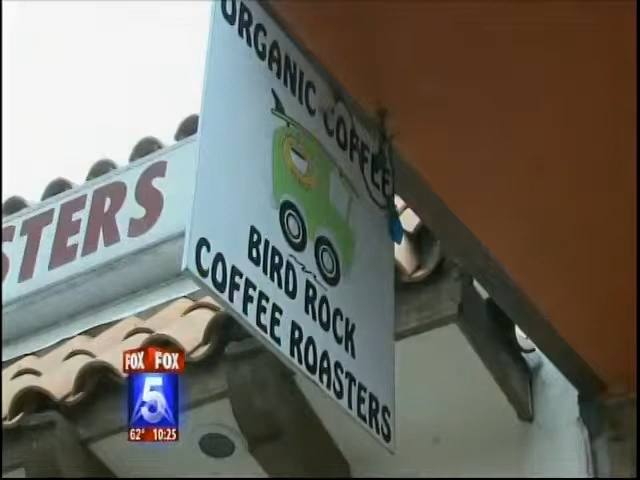 ORGANIC COFFEE
BIRD ROCK
COFFEE ROASTERS
STERS
FOX FOX
5
62° 10:25